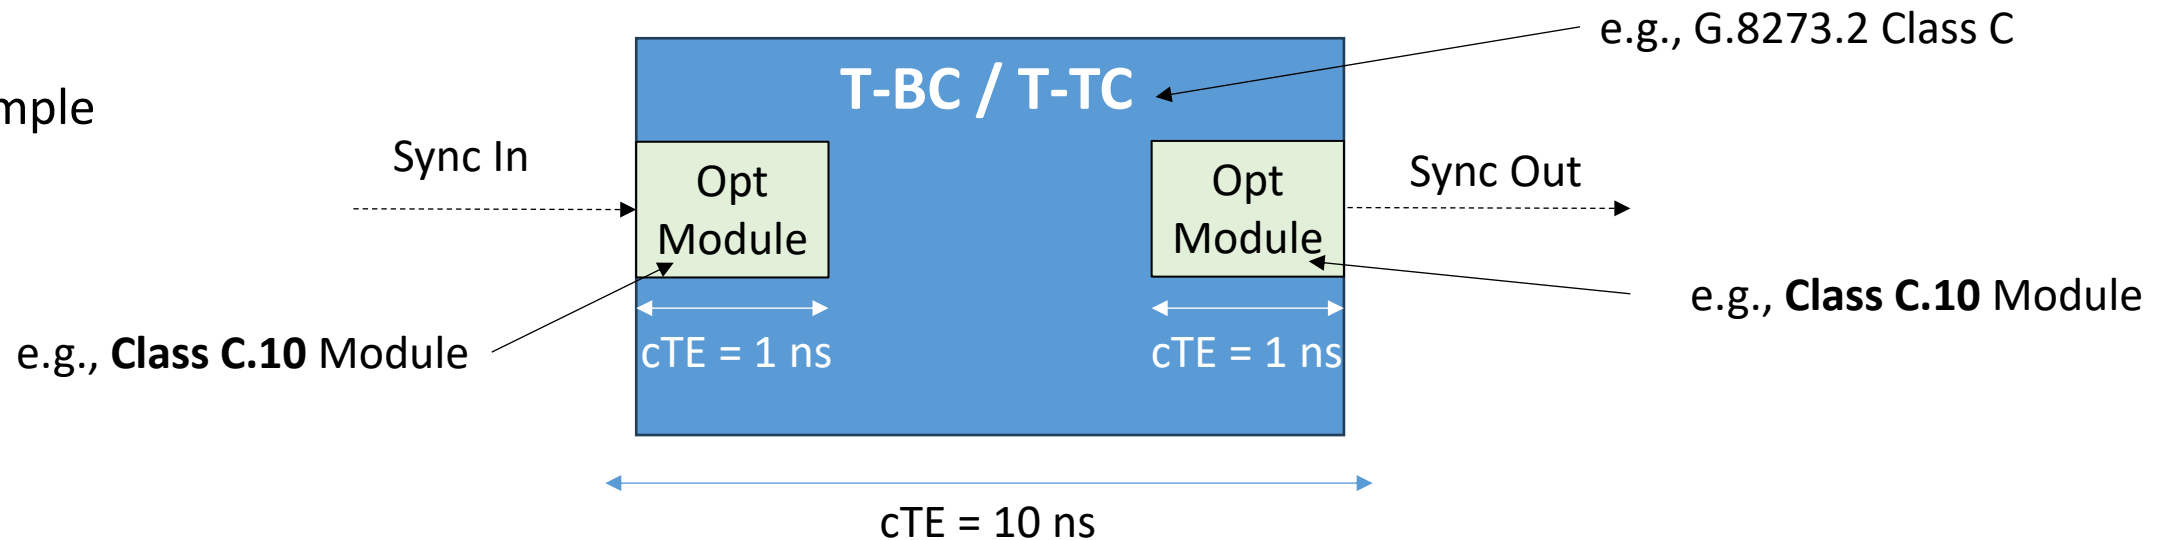 e.g., G.8273.2 Class C
T-BC / T-TC
Sync In
Opt
Module
Opt
Module
Sync Out
e.g., Class C.10 Module
e.g., Class C.10 Module
cTE = 1 ns
cTE = 1 ns
cTE = 10 ns